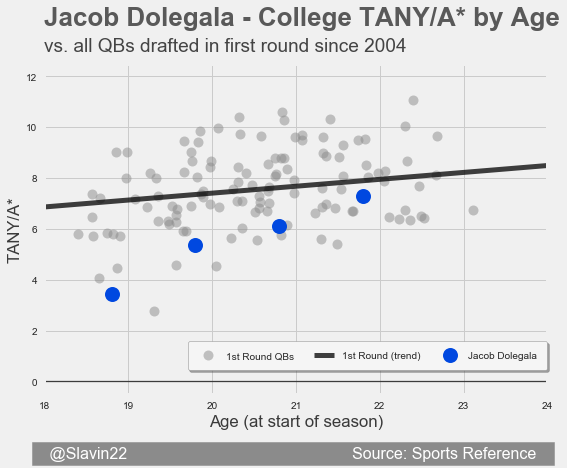 Jacob Dolegala - College TANY/A* by Age
vs. all QBs drafted in first round since 2004
12
10
8
6
4
2
0
TANY/A*
1st Round QBs
1st Round (trend)
Jacob Dolegala
18 19 20 21 22 23 24
Age (at start of season)
@Slavin22
Source: Sports Reference